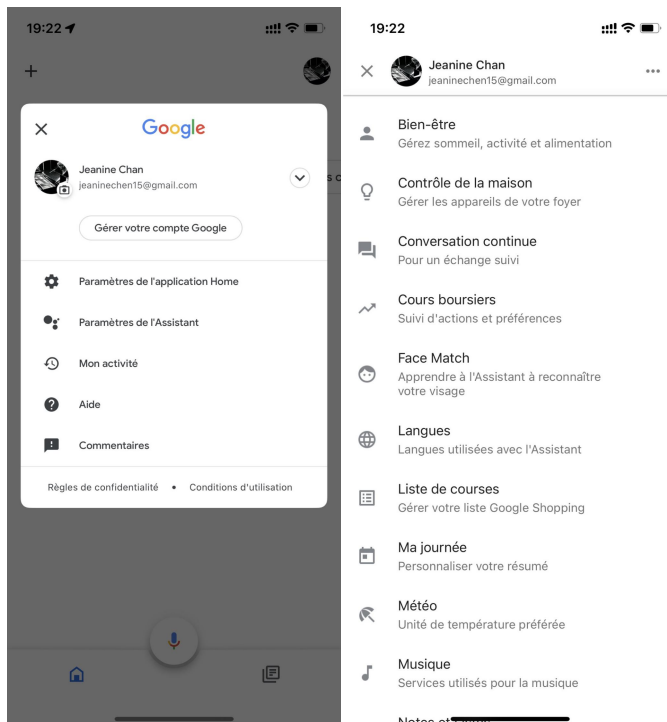 19:22
Google
Jeanine Chan
jeaninechen15@gmail.com
Gérer votre compte Google
s c
Paramètres de l'application Home
Paramètres de l'Assistant
Mon activité
Aide
Commentaires
Règles de confidentialité • Conditions d'utilisation
19:22
Jeanine Chan
jeaninechen15@gmail.com
Bien-être
Gérez sommeil, activité et alimentation
Contrôle de la maison
Gérer les appareils de votre foyer
Conversation continue
Pour un échange suivi
Cours boursiers
Suivi d'actions et préférences
Face Match
Apprendre à l'Assistant à reconnaître
votre visage
Langues
Langues utilisées avec l'Assistant
Liste de courses
Gérer votre liste Google Shopping
Ma journée
Personnaliser votre résumé
Météo
Unité de température préférée
Musique
Services utilisés pour la musique
Notes et